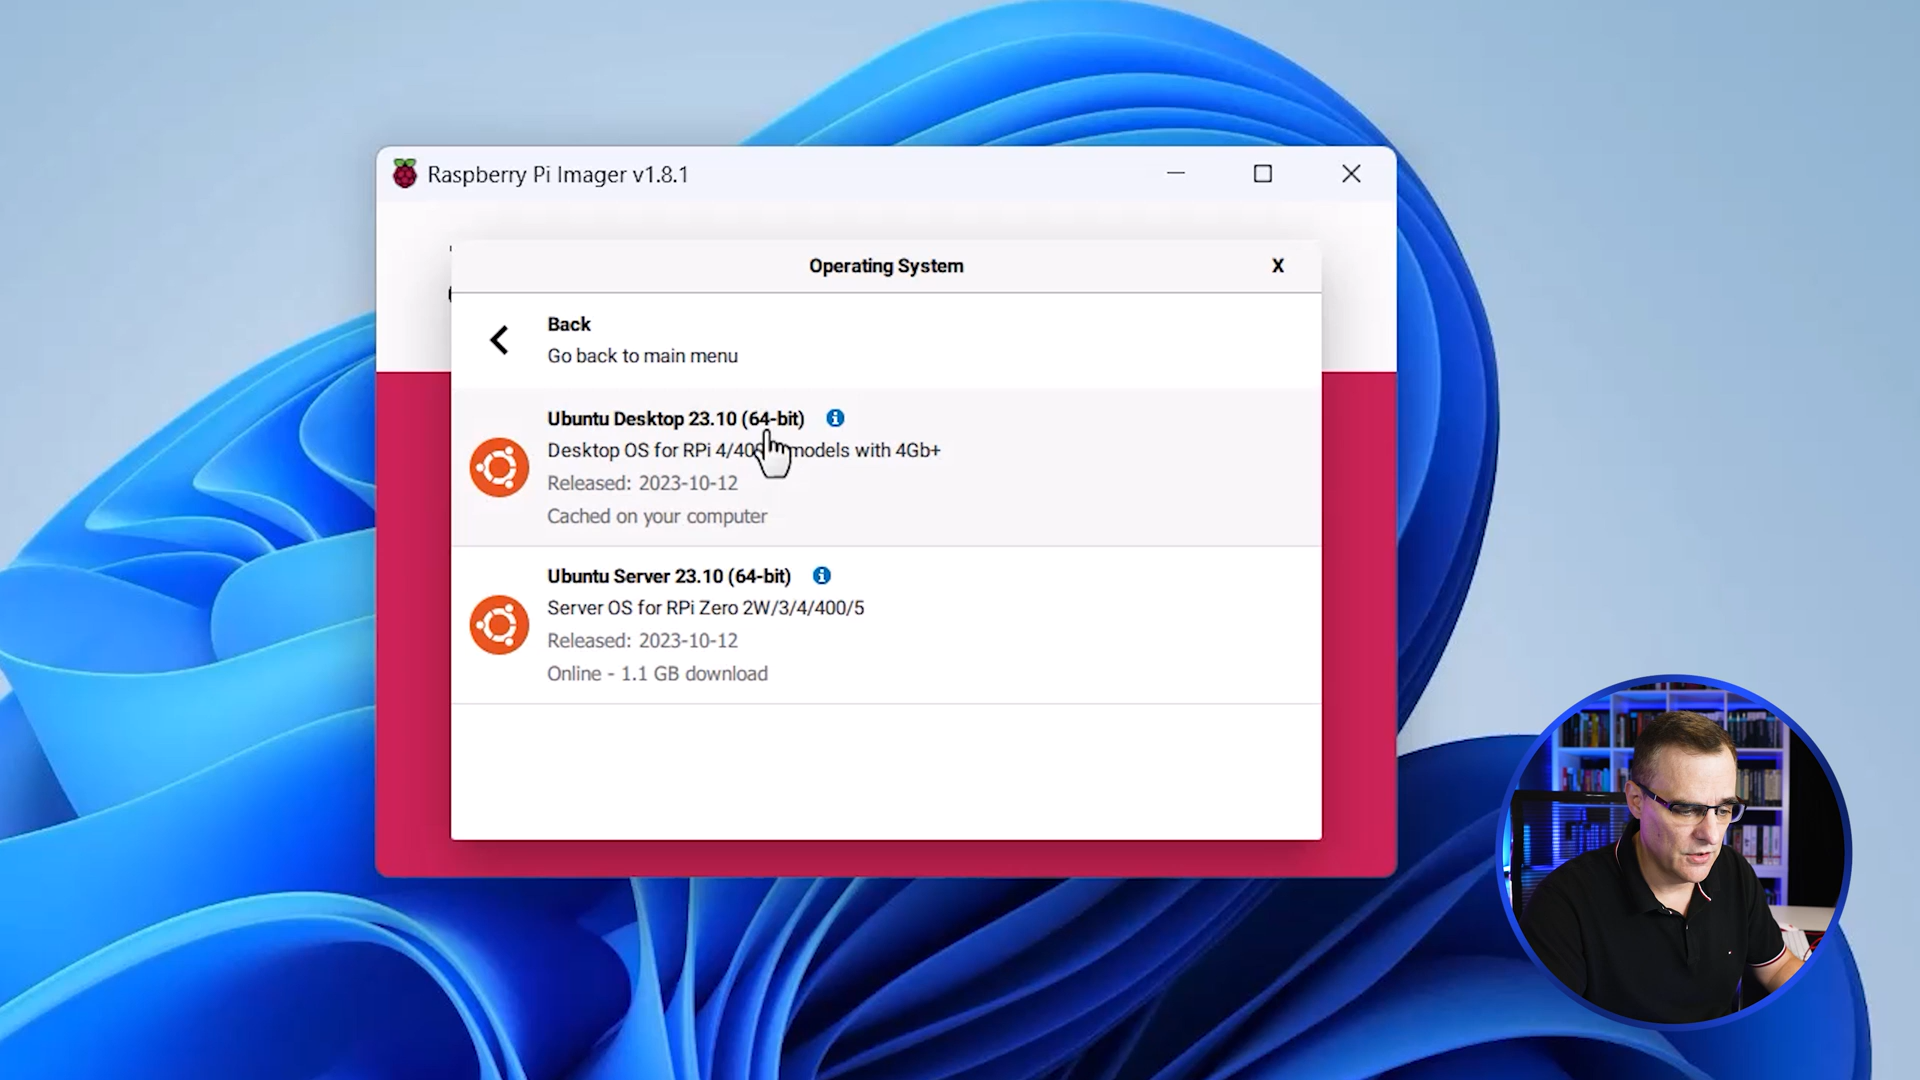 Raspberry Pi Imager v1.8.1
Operating System
X
Back
Go back to main menu
Ubuntu Desktop 23.10 (64-bit)
Desktop OS for RPi 4/40 models with 4Gb+
Released: 2023-10-12
Cached on your computer
Ubuntu Server 23.10 (64-bit)
Server OS for RPi Zero 2W/3/4/400/5
Released: 2023-10-12
Online - 1.1 GB download